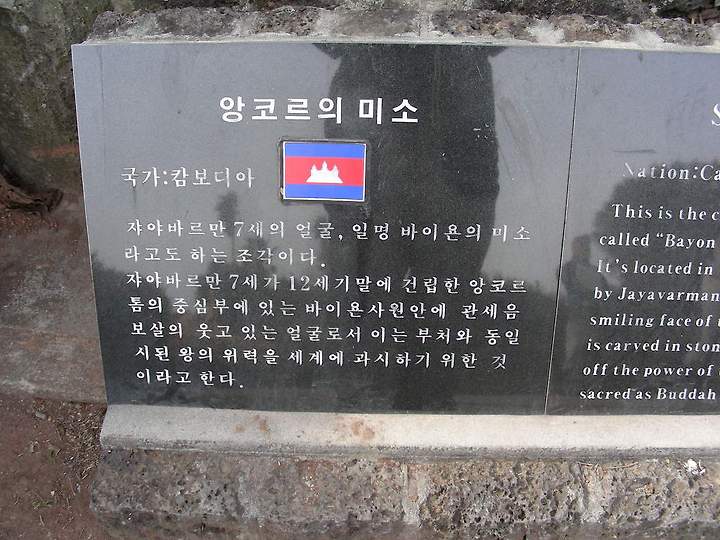 앙코르의 미소
국가:캄보디아
쟈야바르만 7세의 얼굴, 일명 바이욘의 미소
라고도 하는 조각이다.
쟈야바르만 7세가 12세기말에 건립한 앙코르
톰의 중심부에 있는 바이욘사원안에 관세음
보살의 웃고 있는 얼굴로서 이는 부처와 동일
시된 왕의 위력을 세계에 과시하기 위한 것
이라고 한다.
S
Nation:Ca
This is the c
called "Bayon
It's located in
by Jayavarman
smiling face of t
is carved in ston
off the power of
sacred as Buddah